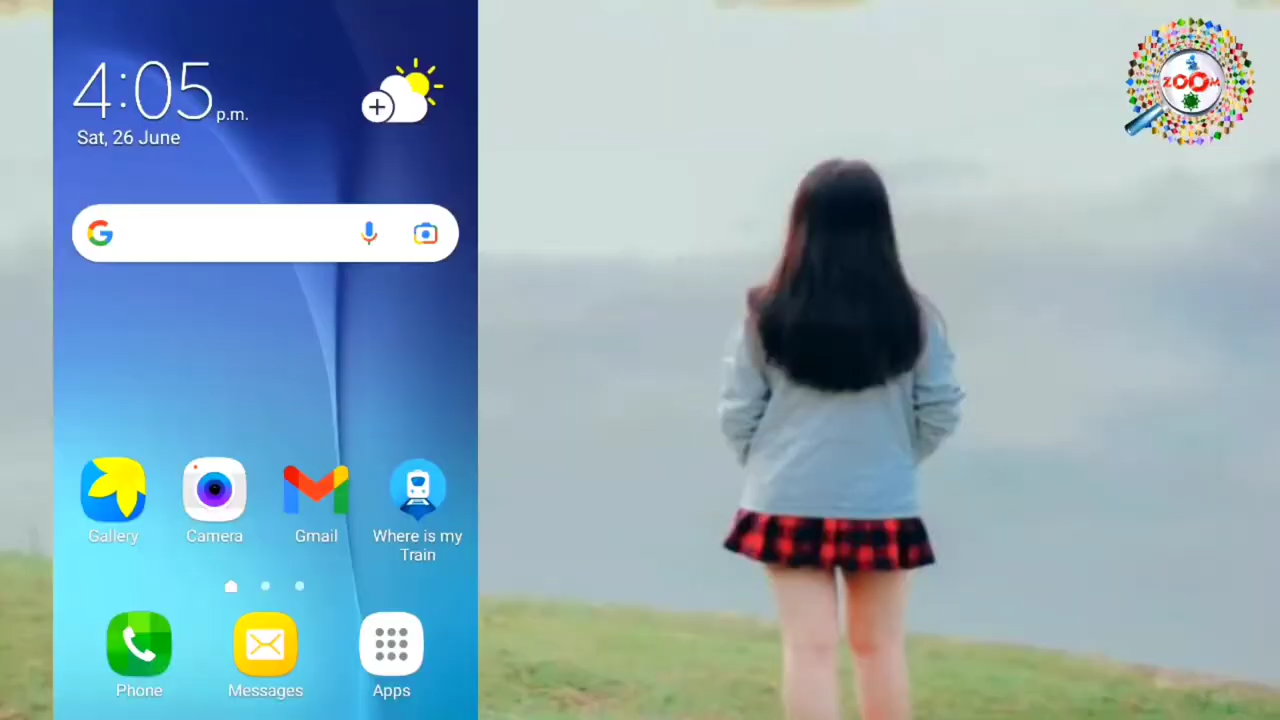 4:05 p.m.
Sat, 26 June
Gallery
Camera
Gmail
Where is my
Train
Phone
Messages
Apps
ZOOM